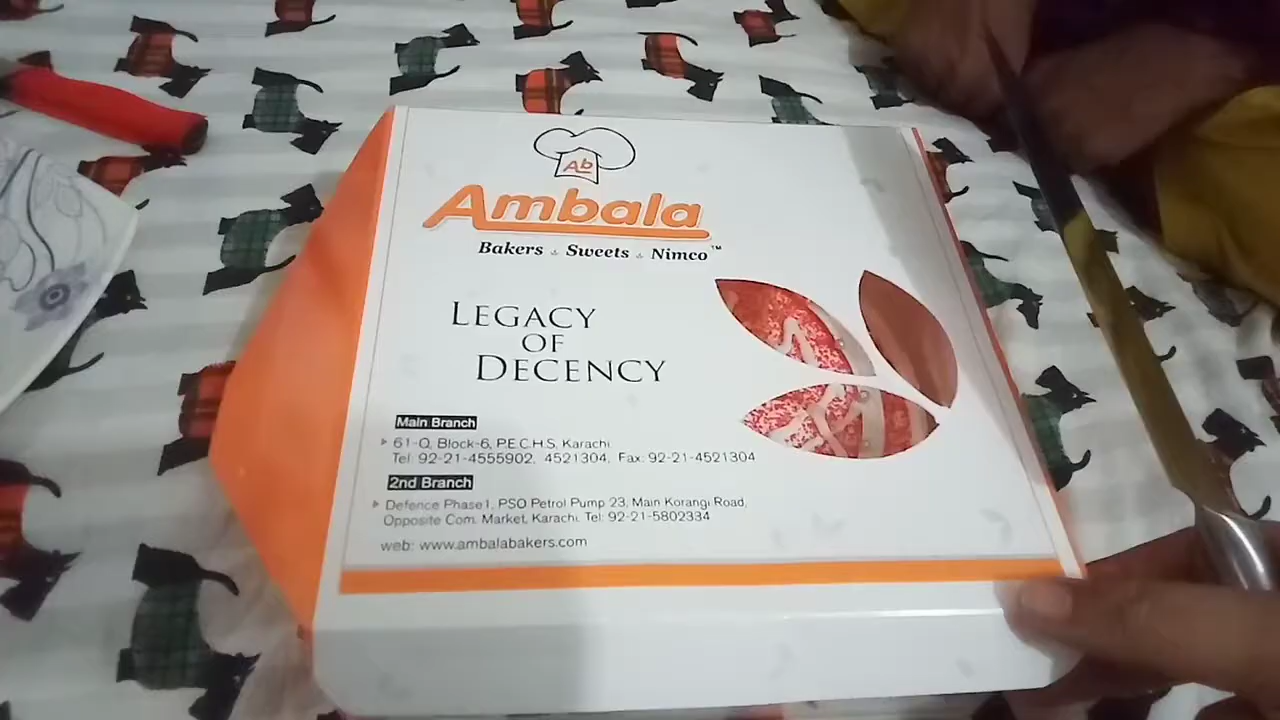 Ab
Ambala
Bakers & Sweets & Nimco™
LEGACY
OF
DECENCY
Main Branch
61-Q, Block-6, P.E.C.H.S, Karachi.
Tel: 92-21-4555902, 4521304, Fax: 92-21-4521304
2nd Branch
Defence Phase1, PSO Petrol Pump 23, Main Korangi Road,
Opposite Com. Market, Karachi. Tel: 92-21-5802334
web: www.ambalabakers.com